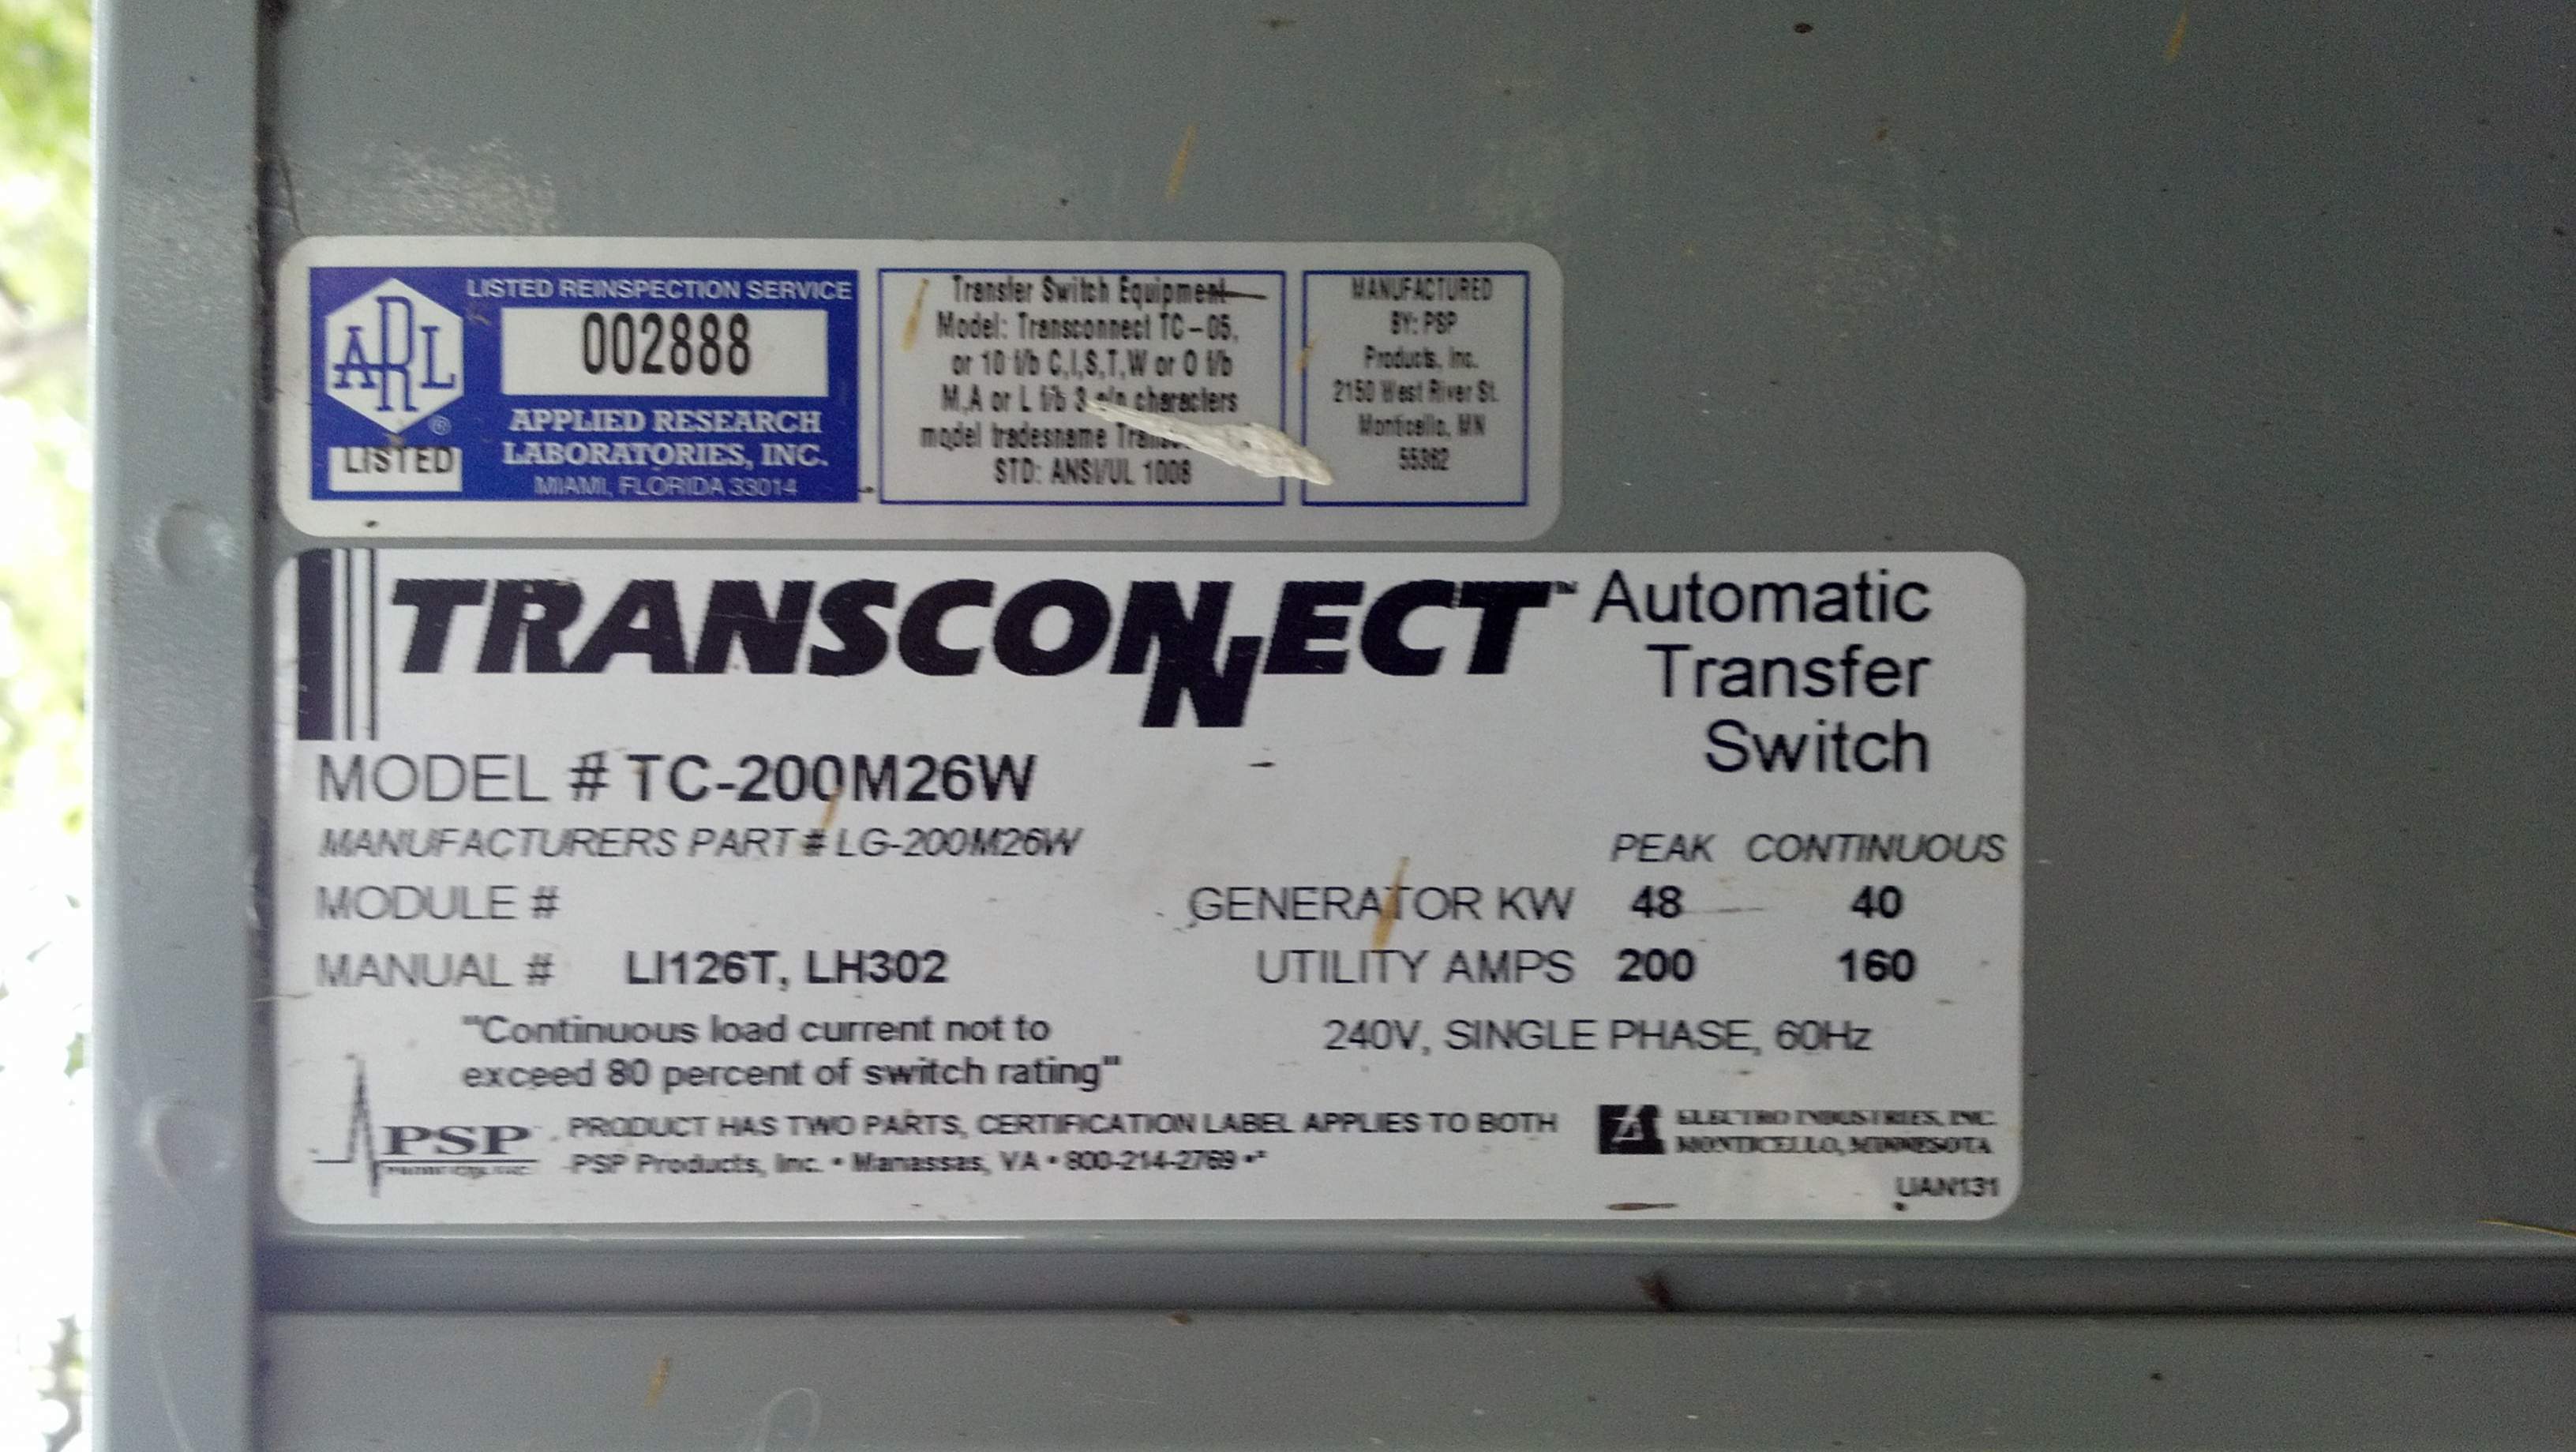 LISTED REINSPECTION SERVICE
ARL
®
002888
LISTED
APPLIED RESEARCH
LABORATORIES, INC.
MIAMI, FLORIDA 33014
Transfer Switch Equipment
Model: Transconnect TC-05,
or 10 f/b C,I,S,T,W or O f/b
M,A or L f/b 3 characters
model tradesname
STD: ANSI/UL 1008
MANUFACTURED
BY: PSP
Products, Inc.
2150 West River St.
Monticello, MN
55362
TRANSCONNECT™
Automatic
Transfer
Switch
MODEL # TC-200M26W
MANUFACTURERS PART # LG-200M26W
MODULE #
MANUAL # LI126T, LH302
PEAK CONTINUOUS
GENERATOR KW 48 40
UTILITY AMPS 200 160
"Continuous load current not to
exceed 80 percent of switch rating"
240V, SINGLE PHASE, 60Hz
PSP
PRODUCT HAS TWO PARTS, CERTIFICATION LABEL APPLIES TO BOTH
PSP Products, Inc. • Manassas, VA • 800-214-2769
ELECTRO INDUSTRIES, INC.
MONTICELLO, MINNESOTA
UAN131